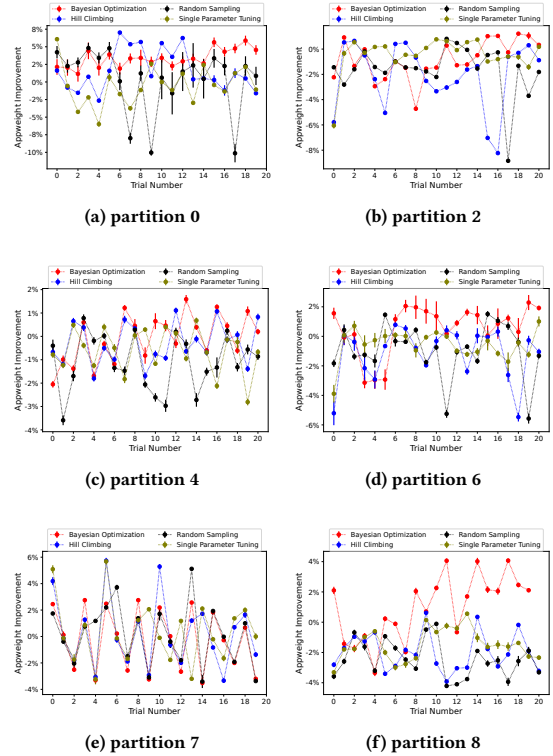 Bayesian Optimization Random Sampling
Hill Climbing Single Parameter Tuning
Appweight Improvement
8%
5%
2%
0%
-2%
-5%
-8%
-10%
0 2 4 6 8 10 12 14 16 18 20
Trial Number
(a) partition 0
Bayesian Optimization Random Sampling
Hill Climbing Single Parameter Tuning
Appweight Improvement
0%
-2%
-4%
-6%
-8%
0 2 4 6 8 10 12 14 16 18 20
Trial Number
(b) partition 2
Bayesian Optimization Random Sampling
Hill Climbing Single Parameter Tuning
Appweight Improvement
2%
1%
0%
-1%
-2%
-3%
-4%
0 2 4 6 8 10 12 14 16 18 20
Trial Number
(c) partition 4
Bayesian Optimization Random Sampling
Hill Climbing Single Parameter Tuning
Appweight Improvement
2%
0%
-2%
-4%
-6%
0 2 4 6 8 10 12 14 16 18 20
Trial Number
(d) partition 6
Bayesian Optimization Random Sampling
Hill Climbing Single Parameter Tuning
Appweight Improvement
6%
4%
2%
0%
-2%
-4%
0 2 4 6 8 10 12 14 16 18 20
Trial Number
(e) partition 7
Bayesian Optimization Random Sampling
Hill Climbing Single Parameter Tuning
Appweight Improvement
4%
2%
0%
-2%
-4%
0 2 4 6 8 10 12 14 16 18 20
Trial Number
(f) partition 8